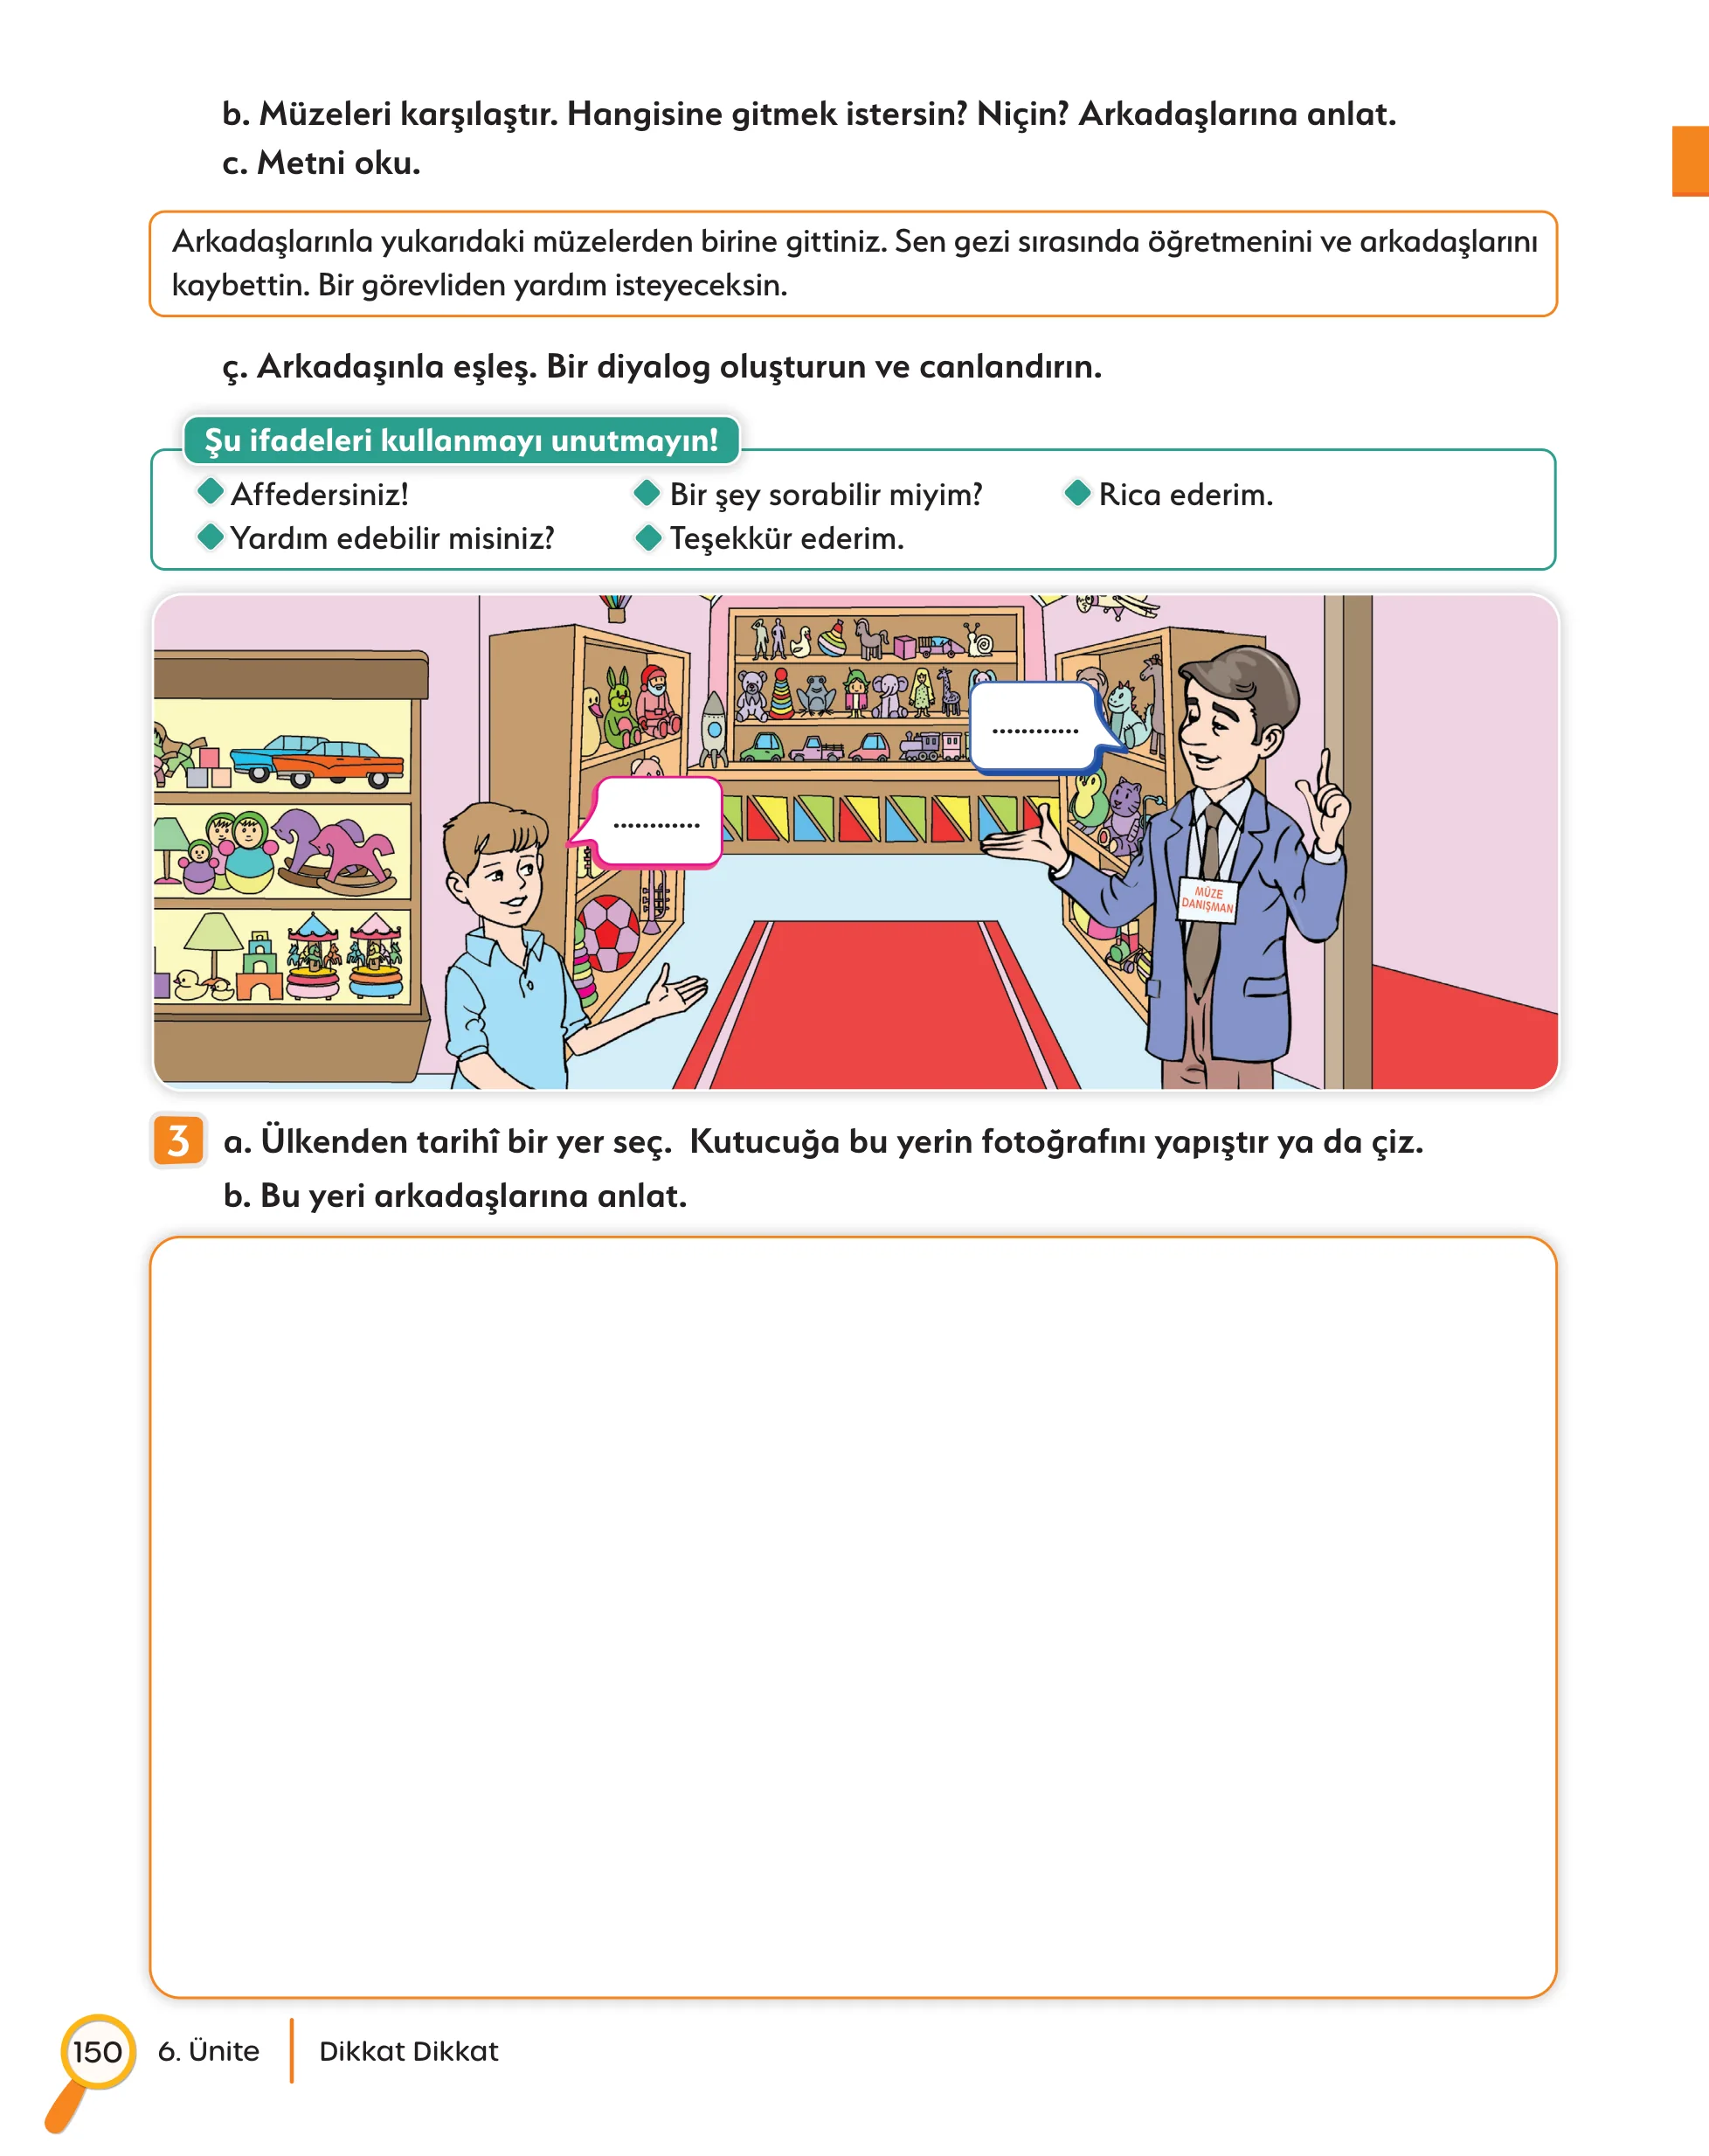 b. Müzeleri karşılaştır. Hangisine gitmek istersin? Niçin? Arkadaşlarına anlat.
c. Metni oku.
Arkadaşlarınla yukarıdaki müzelerden birine gittiniz. Sen gezi sırasında öğretmenini ve arkadaşlarını
kaybettin. Bir görevliden yardım isteyeceksin.
ç. Arkadaşınla eşleş. Bir diyalog oluşturun ve canlandırın.
Şu ifadeleri kullanmayı unutmayın!
Affedersiniz!
Bir şey sorabilir miyim?
Rica ederim.
Yardım edebilir misiniz?
Teşekkür ederim.
............
............
MÜZE
DANIŞMAN
3
a. Ülkenden tarihî bir yer seç. Kutucuğa bu yerin fotoğrafını yapıştır ya da çiz.
b. Bu yeri arkadaşlarına anlat.
150
6. Ünite
Dikkat Dikkat